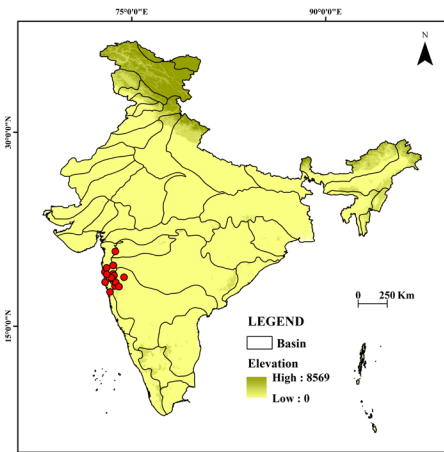 75°0'0"E 90°0'0"E
N
30°0'0"N
15°0'0"N
0 250 Km
LEGEND
Basin
Elevation
High : 8569
Low : 0